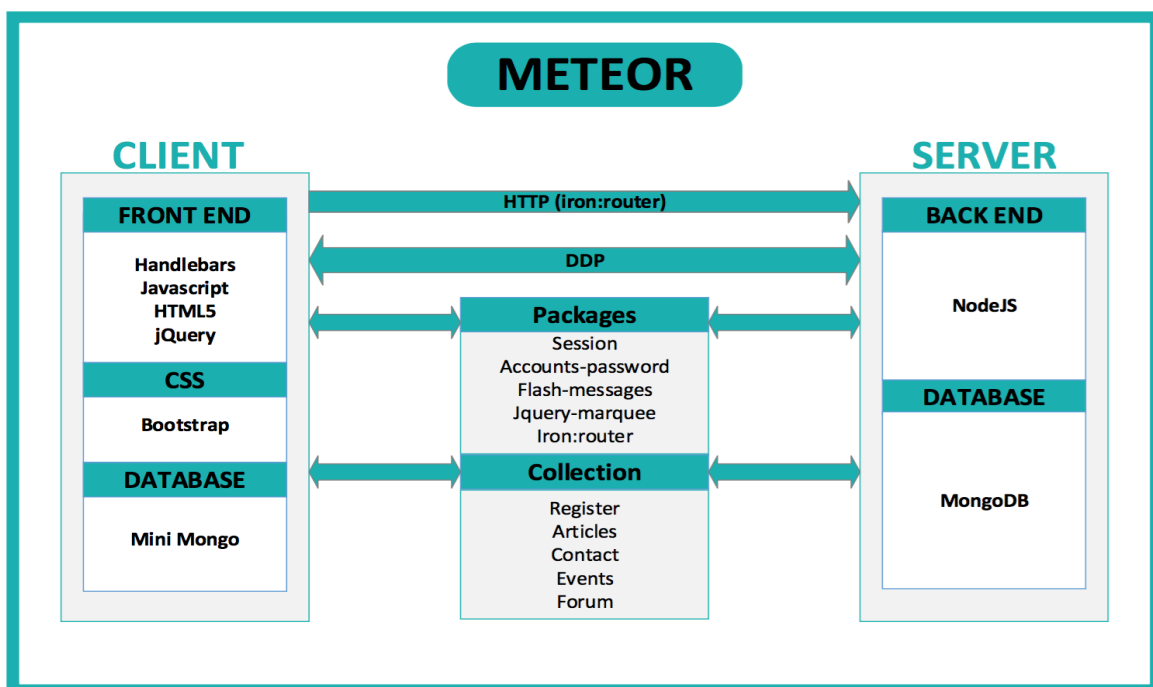 METEOR
CLIENT
SERVER
FRONT END
Handlebars
Javascript
HTML5
jQuery
CSS
Bootstrap
DATABASE
Mini Mongo
HTTP (iron:router)
DDP
Packages
Session
Accounts-password
Flash-messages
Jquery-marquee
Iron:router
Collection
Register
Articles
Contact
Events
Forum
BACK END
NodeJS
DATABASE
MongoDB